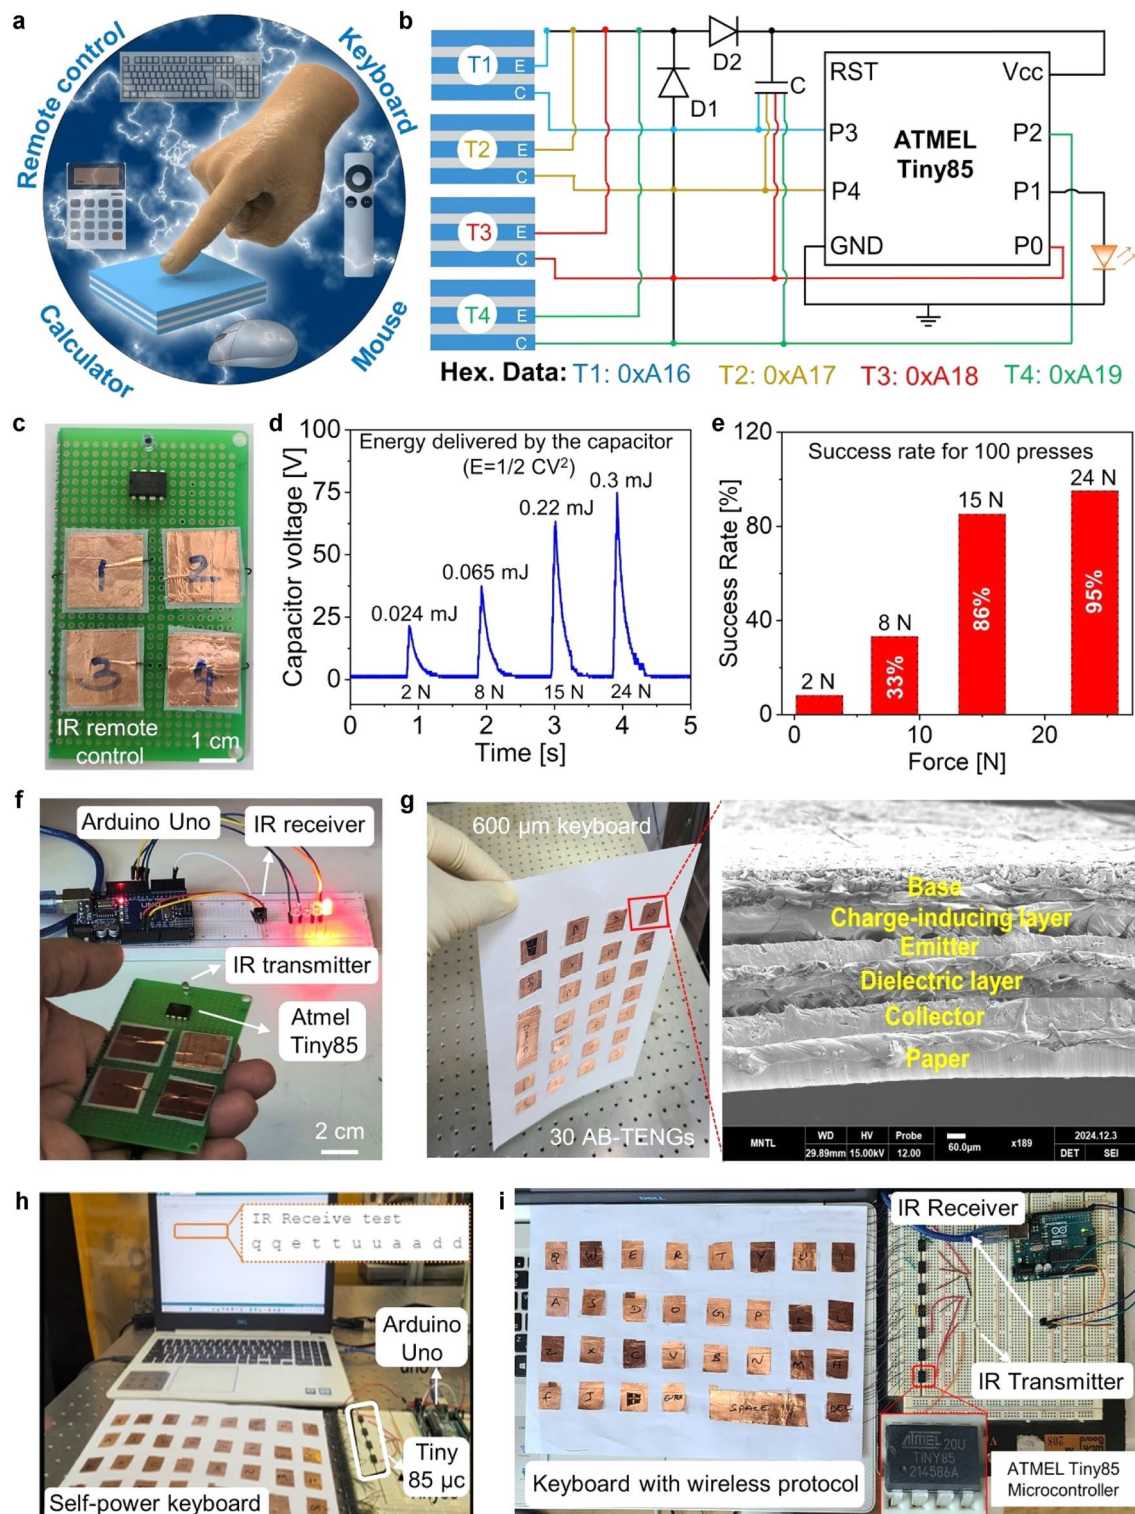 a
Remote control
Keyboard
Calculator
Mouse
b
T1
E
C
T2
E
C
T3
E
C
T4
E
C
D1
D2
C
RST
Vcc
P3
ATMEL
Tiny85
P2
P4
P1
GND
P0
Hex. Data: T1: 0xA16 T2: 0xA17 T3: 0xA18 T4: 0xA19
c
1
2
3
4
IR remote
control
1 cm
d
Energy delivered by the capacitor
(E=1/2 CV²)
Capacitor voltage [V]
100
75
50
25
0
0.024 mJ
0.065 mJ
0.22 mJ
0.3 mJ
2 N
8 N
15 N
24 N
0 1 2 3 4 5
Time [s]
e
Success rate for 100 presses
Success Rate [%]
120
80
40
0
2 N
8 N
33%
15 N
86%
24 N
95%
0 10 20
Force [N]
f
Arduino Uno
IR receiver
IR transmitter
Atmel
Tiny85
2 cm
g
600 µm keyboard
30 AB-TENGs
Base
Charge-inducing layer
Emitter
Dielectric layer
Collector
Paper
MNTL
WD
29.89mm
HV
15.00kV
Probe
12.00
60.0µm
x189
2024.12.3
DET
SEI
h
IR Receive test
q q e t t u u a a d d
Arduino
Uno
Tiny
85 µc
Self-power keyboard
i
DELL
IR Receiver
Q W E R T Y U I
A S D O G P K L
Z X C V B N M H
f J
SPACE
DEL
IR Transmitter
ATMEL 20U
TINY85
214586A
Keyboard with wireless protocol
ATMEL Tiny85
Microcontroller